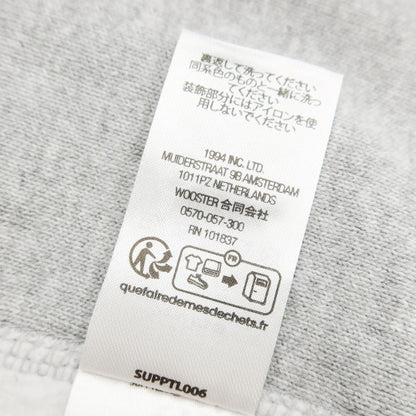 裏返して洗ってください
同系色のものと一緒に洗っ
てください
装飾部分にはアイロンを使
用しないでください
1994 INC. LTD.
MUIDERSTRAAT 9B AMSTERDAM
1011PZ NETHERLANDS
WOOSTER 合同会社
0570-057-300
RN 101837
FR
quefairedemesdechets.fr
SUPPTL006